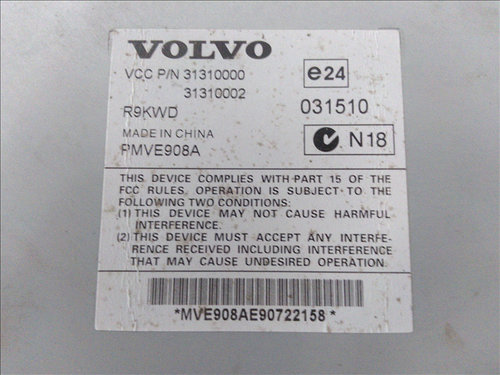 VOLVO
VCC P/N 31310000
31310002
e24
R9KWD
031510
MADE IN CHINA
PMVE908A
N18
THIS DEVICE COMPLIES WITH PART 15 OF THE
FCC RULES. OPERATION IS SUBJECT TO THE
FOLLOWING TWO CONDITIONS:
(1) THIS DEVICE MAY NOT CAUSE HARMFUL
INTERFERENCE.
(2) THIS DEVICE MUST ACCEPT ANY INTERFE-
RENCE RECEIVED INCLUDING INTERFERENCE
THAT MAY CAUSE UNDESIRED OPERATION.
*MVE908AE90722158*